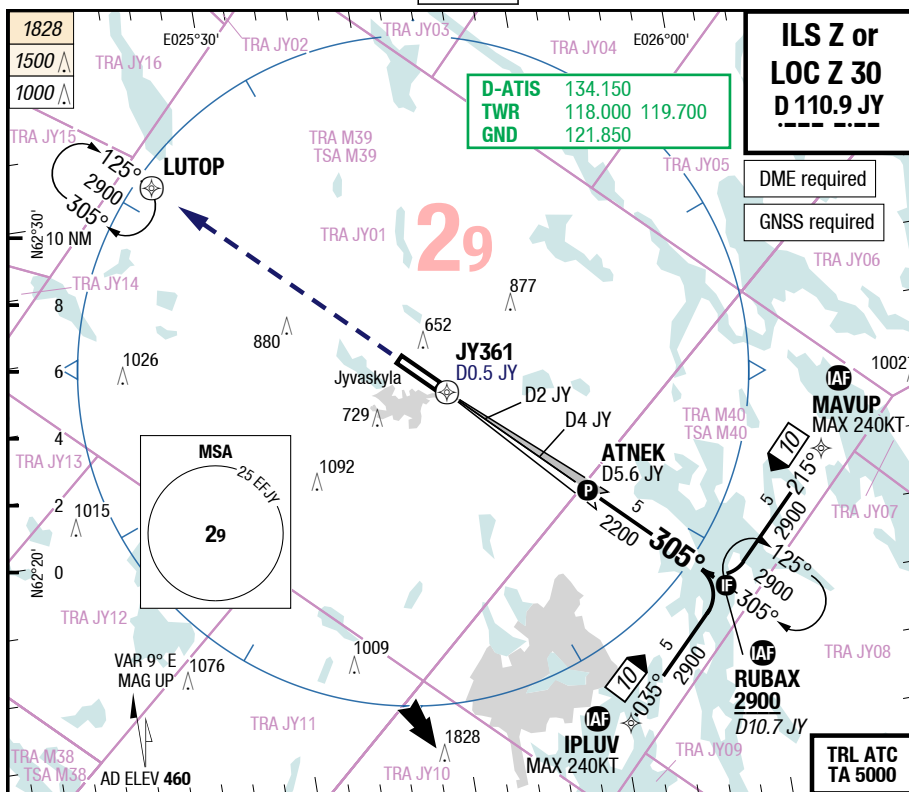 1828
1500
1000
E025°30'
E026°00'
TRA JY16
TRA JY02
TRA JY03
TRA JY04
ILS Z or
LOC Z 30
D 110.9 JY
·--- -·--
D-ATIS 134.150
TWR 118.000 119.700
GND 121.850
TRA JY15
TRA M39
TSA M39
TRA JY05
DME required
GNSS required
125°
2900
305°
LUTOP
N62°30'
10 NM
TRA JY01
29
TRA JY06
TRA JY14
8
877
880
652
JY361
D0.5 JY
1002
6
1026
Jyvaskyla
D2 JY
IAF
MAVUP
MAX 240KT
729
D4 JY
TRA M40
TSA M40
4
MSA
25 EFJY
29
ATNEK
D5.6 JY
10
215°
TRA JY13
1092
P
5
5
2900
TRA JY07
2
1015
2200
305°
125°
2900
305°
N62°20'
0
IF
TRA JY12
1009
5
2900
IAF
RUBAX
2900
D10.7 JY
TRA JY08
VAR 9° E
MAG UP
1076
10
035°
TRA JY11
IAF
IPLUV
MAX 240KT
1828
TRA JY09
TRA M38
TSA M38
TRA JY10
AD ELEV 460
TRL ATC
TA 5000